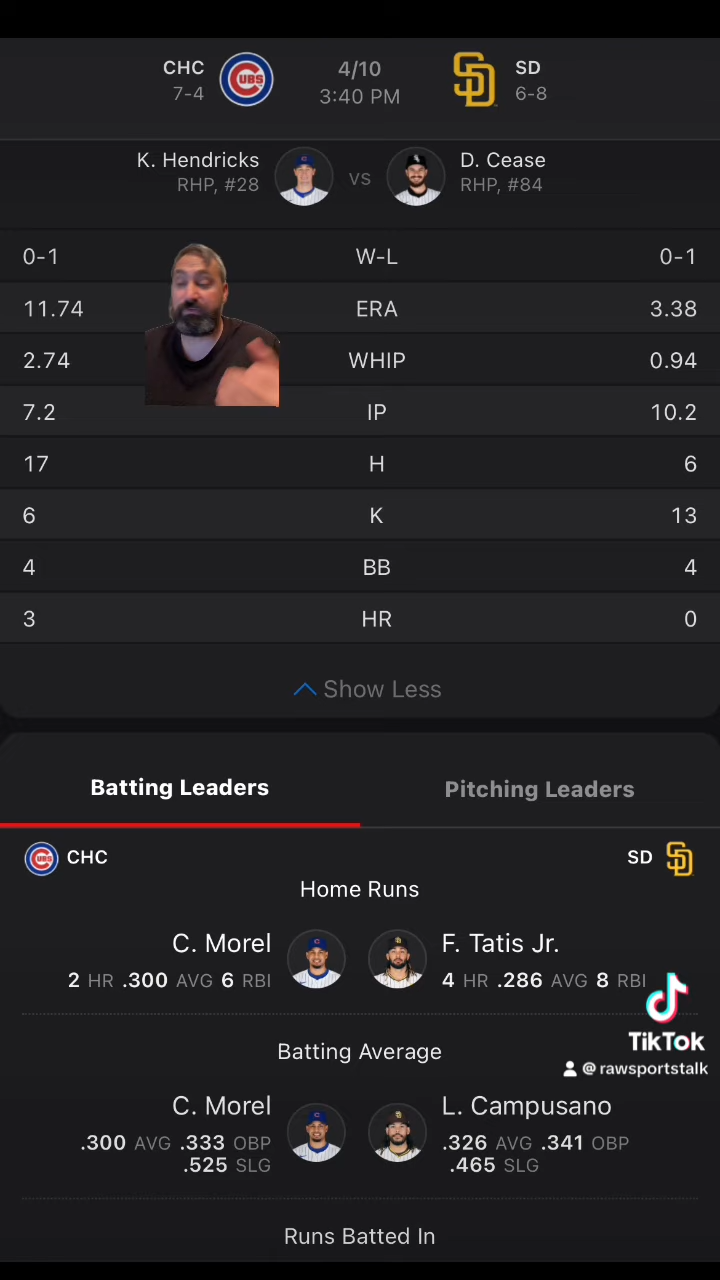 CHC
7-4
CUBS
4/10
3:40 PM
SD
SD
6-8
K. Hendricks
RHP, #28
VS
D. Cease
RHP, #84
0-1 W-L 0-1
11.74 ERA 3.38
2.74 WHIP 0.94
7.2 IP 10.2
17 H 6
6 K 13
4 BB 4
3 HR 0
Show Less
Batting Leaders Pitching Leaders
CUBS CHC SD SD
Home Runs
C. Morel F. Tatis Jr.
2 HR .300 AVG 6 RBI 4 HR .286 AVG 8 RBI
TikTok
@rawsportstalk
Batting Average
C. Morel L. Campusano
.300 AVG .333 OBP .326 AVG .341 OBP
.525 SLG .465 SLG
Runs Batted In